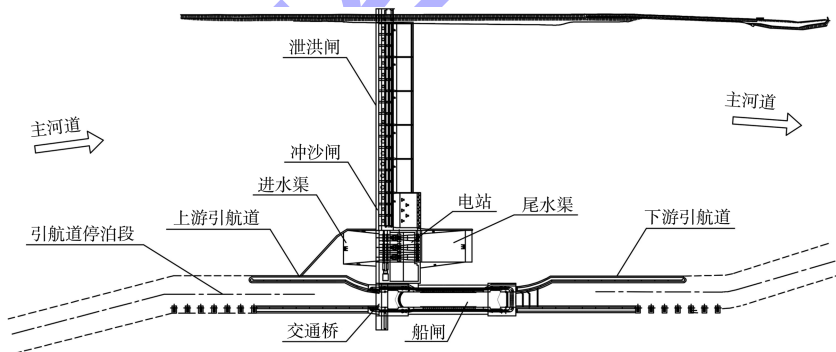 泄洪闸
主河道
主河道
冲沙闸
进水渠
电站
尾水渠
上游引航道
下游引航道
引航道停泊段
交通桥
船闸